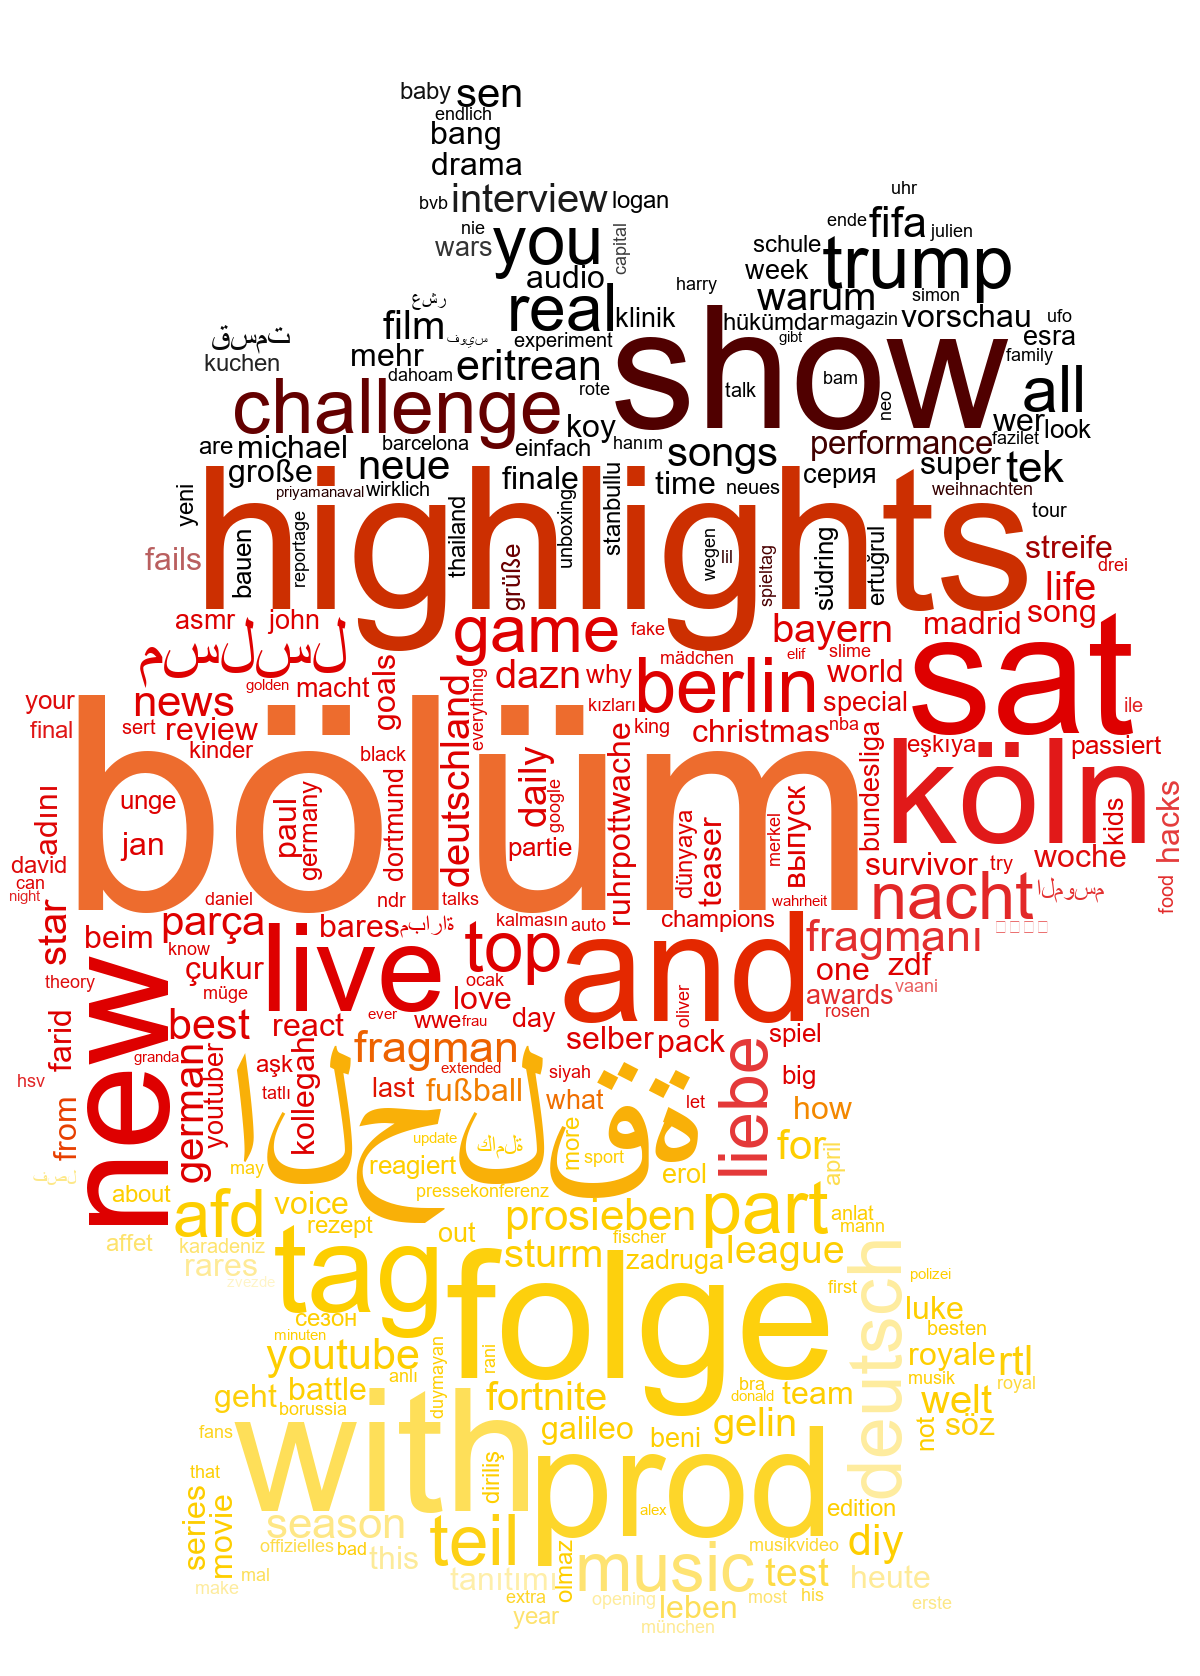 baby sen
endlich
bang
drama
bvb interview logan
uhr
nie you capital
wars
ende fifa julien
schule trump
audio
week
harry
warum simon
real klinik
film
experiment
hükümdar magazin vorschau ufo
gibt
esra
kuchen
mehr
dahoam
eritrean
show
family
rote
talk
bam
neo
all
challenge
koy
wer look
are michael
barcelona
einfach
hanım
songs
performance fazilet
große
neue
finale
time
neues
серия
super tek
priyamanaval wirklich
weihnachten
yeni
tour
highlights
reportage
thailand
unboxing
stanbullu
fails
bauen
grüße
wegen
lil
spieltag
südring
ertuğrul
streife
drei
life
asmr john
game
fake
bayern
madrid song
sat
mädchen
elif
slime
your
news
golden macht
goals
dazn why
berlin
world
final
sert review
everything
kızları
king
christmas nba
special
ile
kinder
black
eşkıya passiert
bölüm
köln
adını
unge
paul
germany
dortmund
deutschland
daily
google
ruhrpottwache
dünyaya
teaser
merkel
выпуск
bundesliga
kids
hacks
david
jan
partie
survivor try woche
can
night
daniel
ndr talks
wahrheit
nacht
food
star
parça
bares
kalmasın auto
champions
beim
know
live
top
and
fragmanı
theory
çukur
müge
ocak
love
one zdf
vaani
awards
rosen
new
farid
best
react
ever
wwe frau day
selber
oliver
pack
spiel
granda
german
youtuber
aşk
kollegah
fragman
extended
siyah
big
hsv
tatlı
last fußball
what
let
liebe
how
from
الحلقة
مسلسل
قسمت
عشر
الموسم
مباراة
كاملة
فصل
update
more
sport
for
april
may
reagiert
erol
about
afd
voice
pressekonferenz
prosieben
part
anlat
mann
affet
karadeniz
rezept
out
fischer
rares
zvezde
tag
sturm
zadruga league
folge
first
deutsch
polizei
сезон
minuten
luke
besten
youtube
anlı
duymayan
rani
royale rtl
musik
royal
geht battle
borussia
fortnite
bra
donald
team
welt
fans
with
galileo beni
gelin
not
söz
that
diriliş
prod
series
movie
season
alex
edition
offizielles bad
teil
musikvideo
diy
this
mal
make
tanıtımı
extra
olmaz
music
test
heute
opening
leben
most his
erste
year
münchen